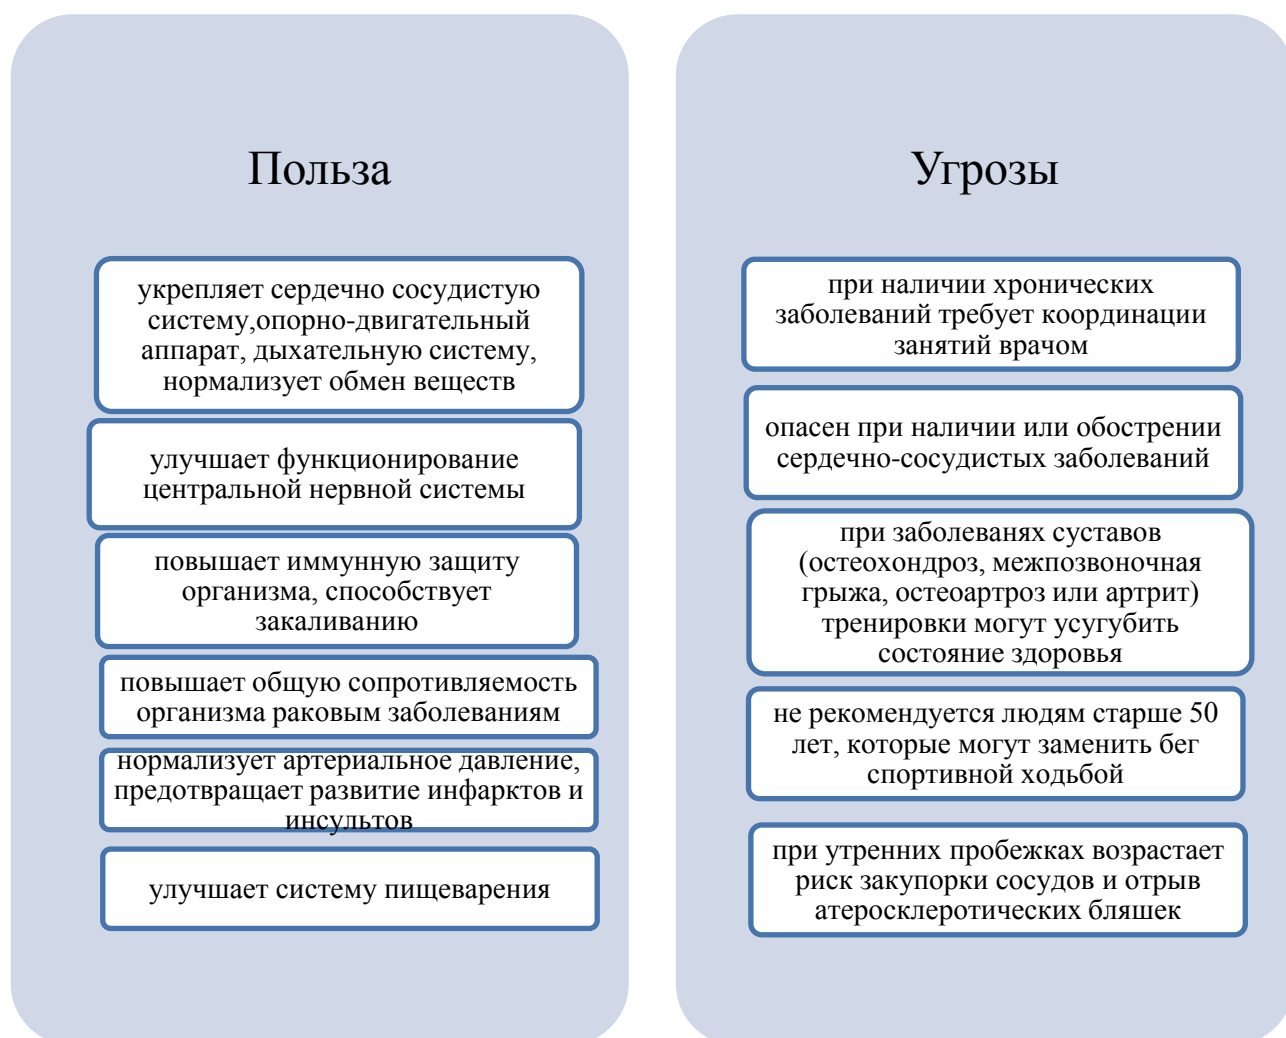 Польза
укрепляет сердечно сосудистую
систему,опорно-двигательный
аппарат, дыхательную систему,
нормализует обмен веществ
улучшает функционирование
центральной нервной системы
повышает иммунную защиту
организма, способствует
закаливанию
повышает общую сопротивляемость
организма раковым заболеваниям
нормализует артериальное давление,
предотвращает развитие инфарктов и
инсультов
улучшает систему пищеварения
Угрозы
при наличии хронических
заболеваний требует координации
занятий врачом
опасен при наличии или обострении
сердечно-сосудистых заболеваний
при заболеванях суставов
(остеохондроз, межпозвоночная
грыжа, остеоартроз или артрит)
тренировки могут усугубить
состояние здоровья
не рекомендуется людям старше 50
лет, которые могут заменить бег
спортивной ходьбой
при утренних пробежках возрастает
риск закупорки сосудов и отрыв
атеросклеротических бляшек